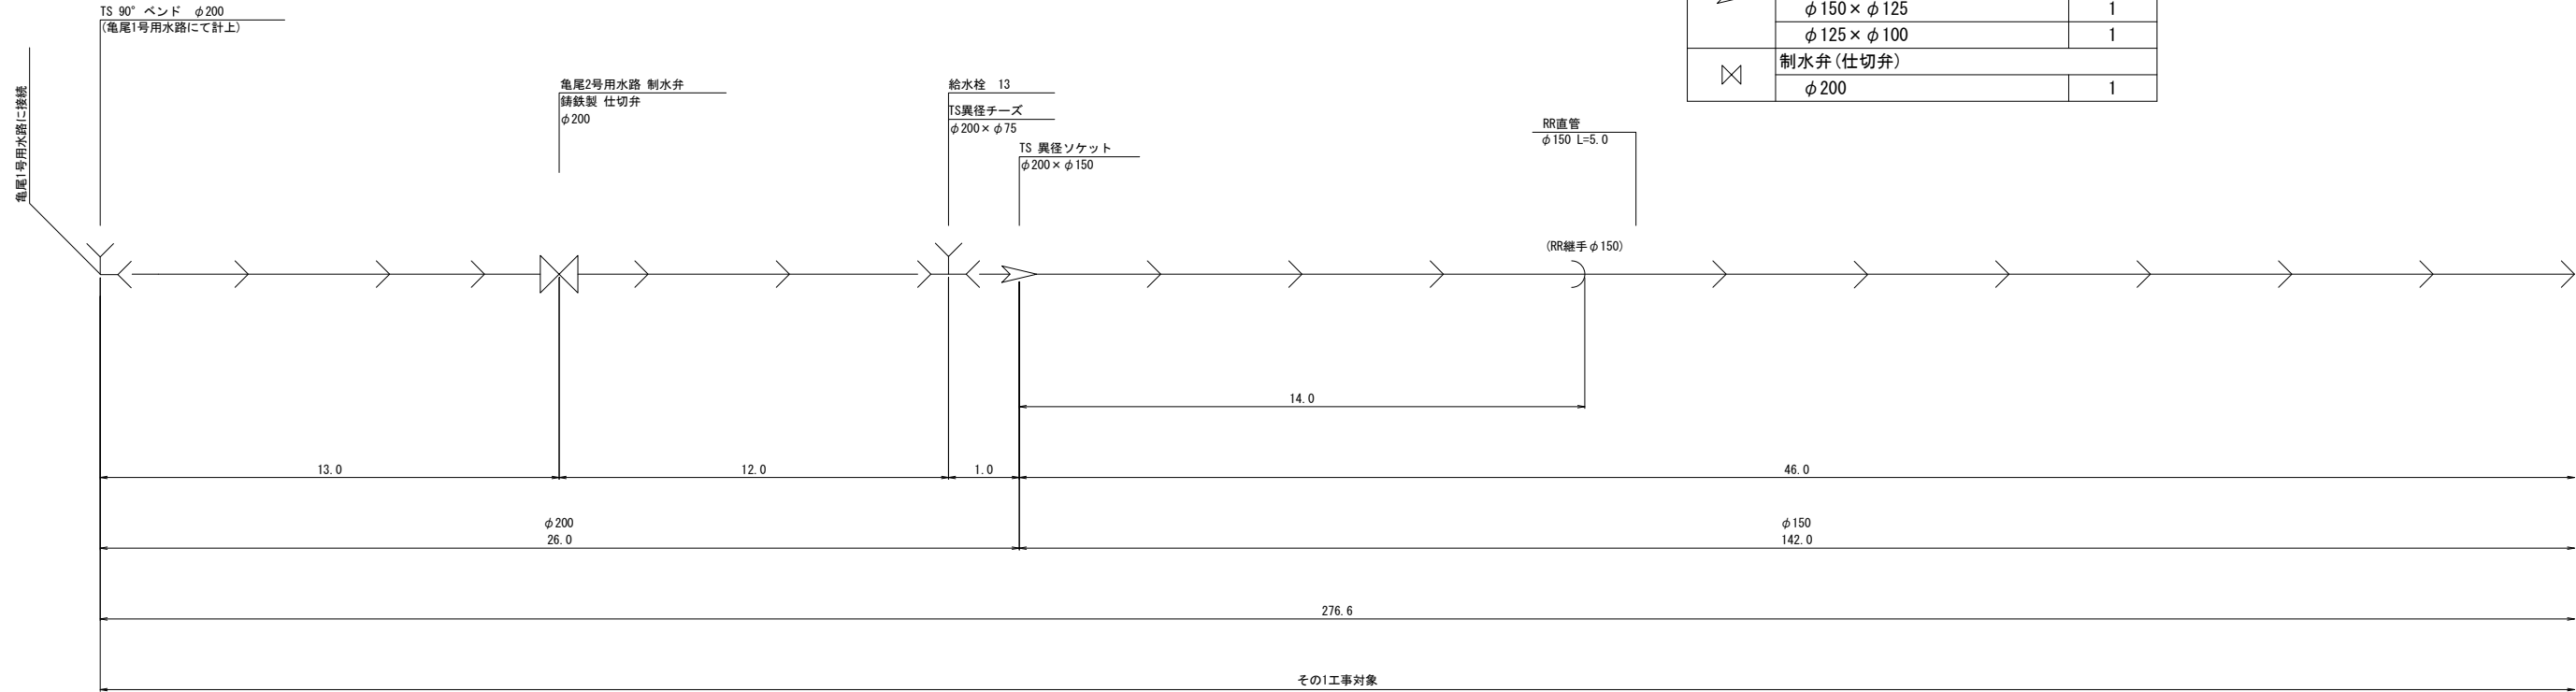 TS 90° ベンド φ200
(亀尾1号用水路にて計上)
亀尾1号用水路に接続
亀尾2号用水路 制水弁
鋳鉄製 仕切弁
φ200
給水栓 13
TS異径チーズ
φ200×φ75
TS 異径ソケット
φ200×φ150
RR直管
φ150 L=5.0
(RR継手φ150)
φ150×φ125 1
φ125×φ100 1
制水弁(仕切弁)
φ200 1
14.0
13.0 12.0 1.0 46.0
φ200 φ150
26.0 142.0
276.6
その1工事対象